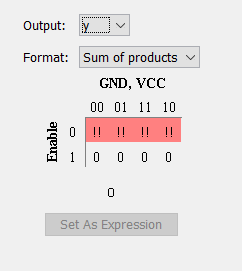 Output: y
Format: Sum of products
GND, VCC
00 01 11 10
Enable
0 !! !! !! !!
1 0 0 0 0
0
Set As Expression